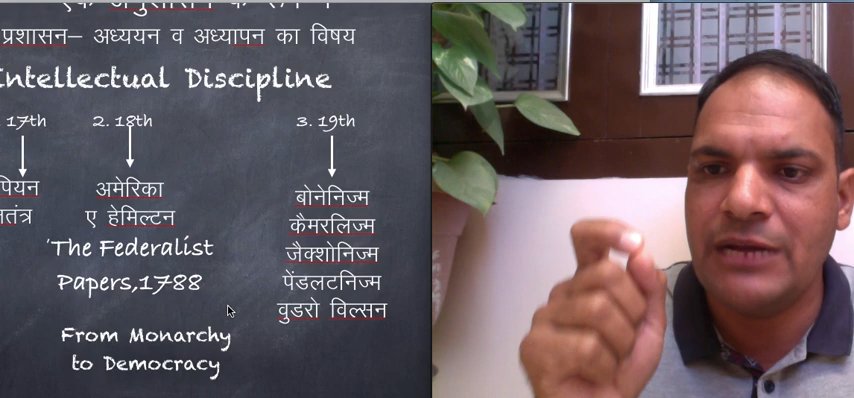 प्रशासन– अध्ययन व अध्यापन का विषय
Intellectual Discipline
17th
2. 18th
3. 19th
अमेरिका
ए हेमिल्टन
'The Federalist
Papers,1788
From Monarchy
to Democracy
बोनेनिज्म
कैमरलिज्म
जैक्शोनिज्म
पेंडलटनिज्म
वुडरो विल्सन